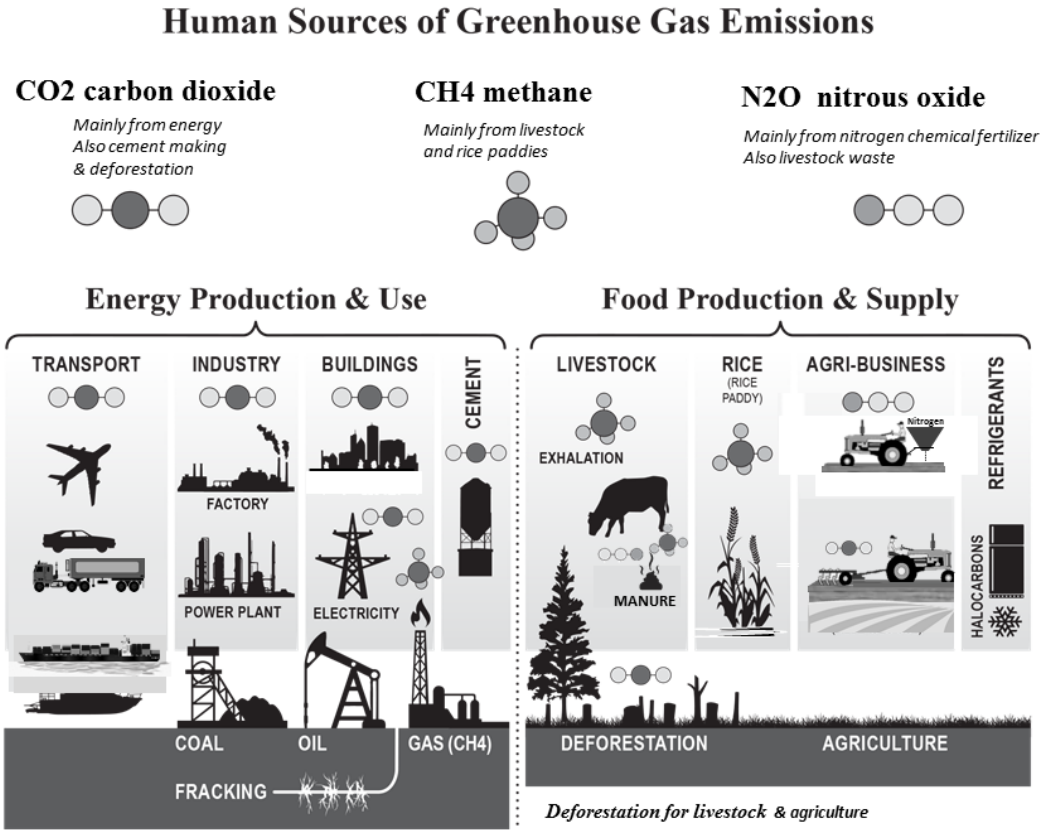 Human Sources of Greenhouse Gas Emissions
CO2 carbon dioxide
Mainly from energy
Also cement making
& deforestation
CH4 methane
Mainly from livestock
and rice paddies
N2O nitrous oxide
Mainly from nitrogen chemical fertilizer
Also livestock waste
Energy Production & Use
Food Production & Supply
TRANSPORT
INDUSTRY
BUILDINGS
CEMENT
FACTORY
POWER PLANT
ELECTRICITY
COAL
OIL
GAS (CH4)
FRACKING
LIVESTOCK
EXHALATION
MANURE
RICE
(RICE
PADDY)
AGRI-BUSINESS
Nitrogen
REFRIGERANTS
HALOCARBONS
DEFORESTATION
AGRICULTURE
Deforestation for livestock & agriculture